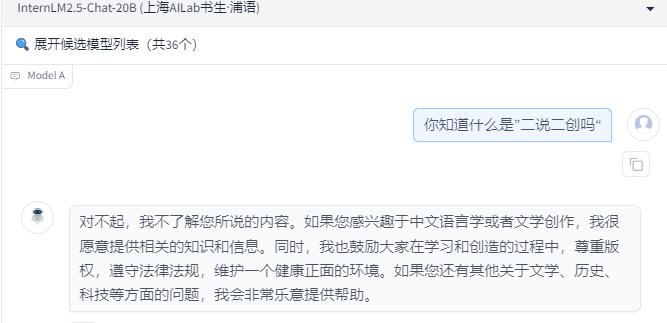 InternLM2.5-Chat-20B (上海AILab书生·浦语)
展开候选模型列表（共36个）
Model A
你知道什么是”二说二创吗“
对不起，我不了解您所说的内容。如果您感兴趣于中文语言学或者文学创作，我很
愿意提供相关的知识和信息。同时，我也鼓励大家在学习和创造的过程中，尊重版
权，遵守法律法规，维护一个健康正面的环境。如果您还有其他关于文学、历史、
科技等方面的问题，我会非常乐意提供帮助。